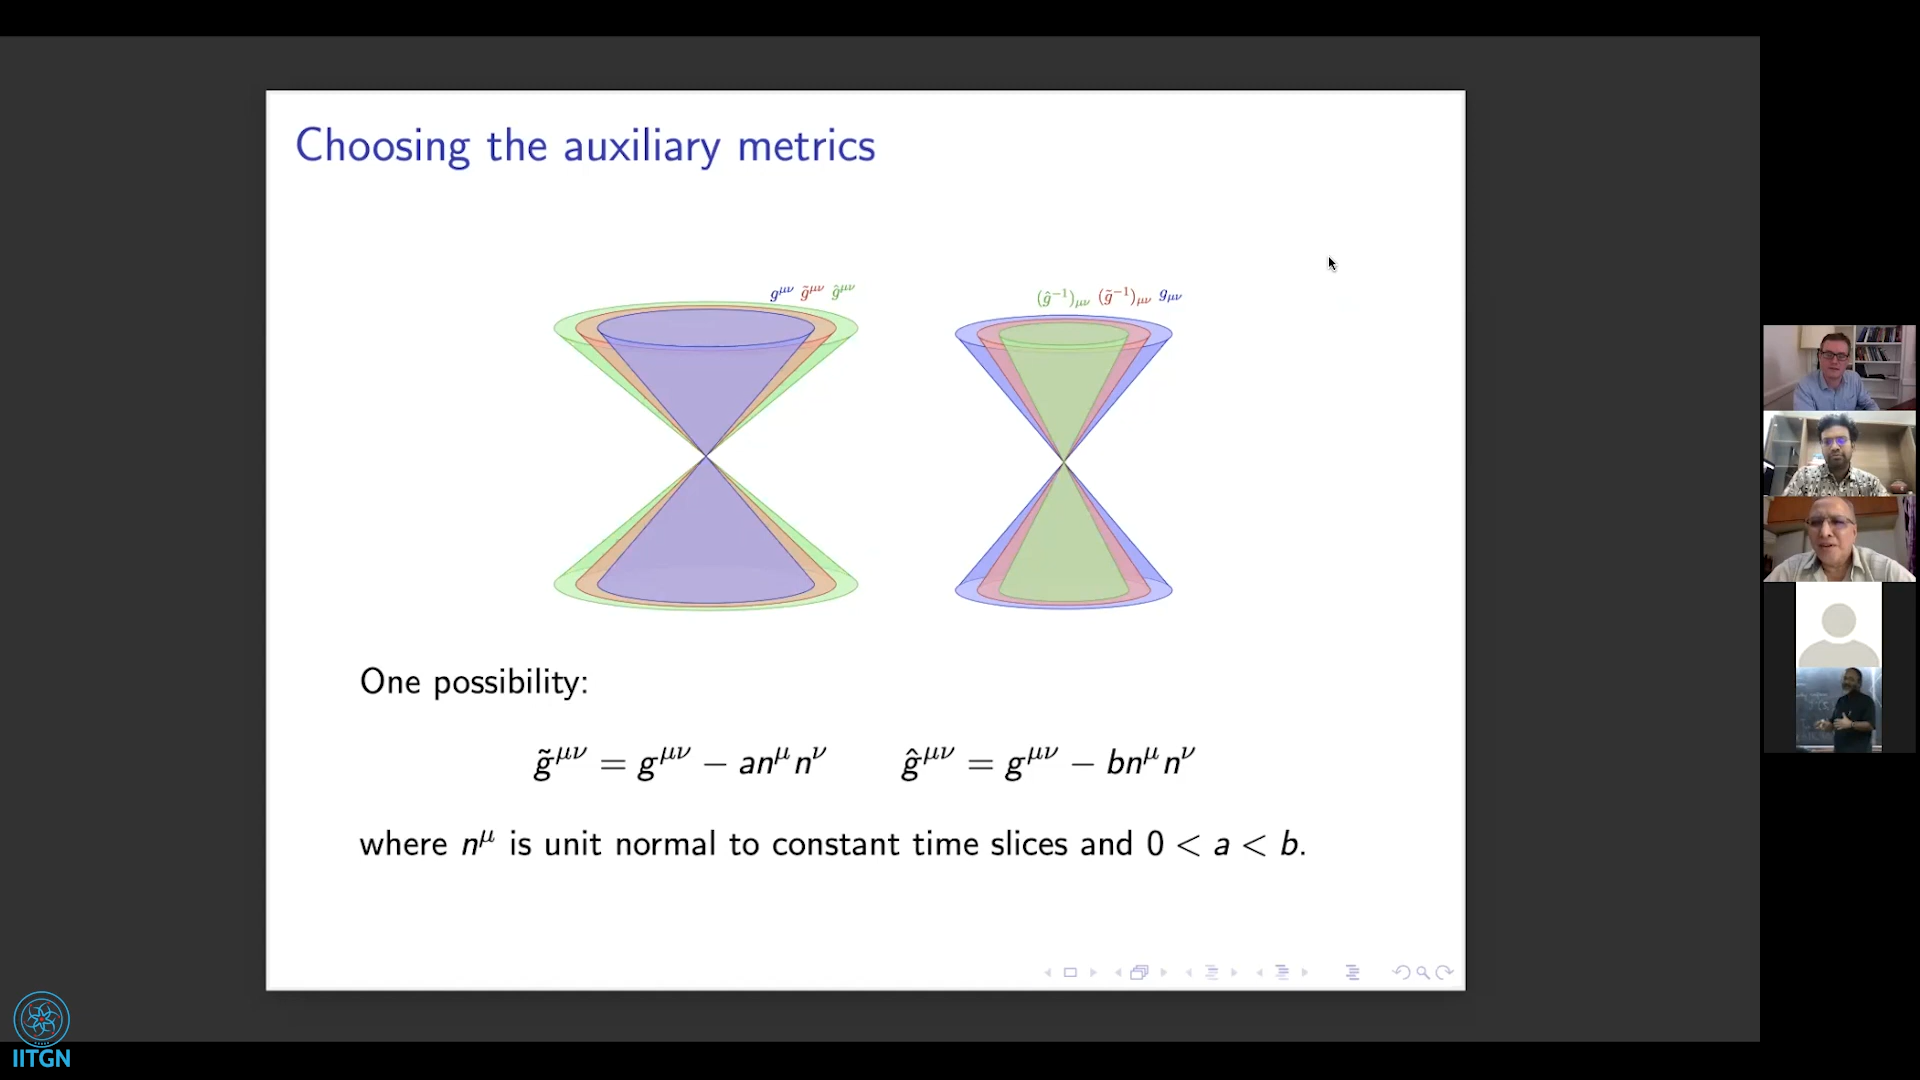 Choosing the auxiliary metrics
g^{μν} g̃^{μν} ĝ^{μν}
(ĝ^{-1})_{μν} (g̃^{-1})_{μν} g_{μν}
One possibility:
g̃^{μν} = g^{μν} − an^μ n^ν ĝ^{μν} = g^{μν} − bn^μ n^ν
where n^μ is unit normal to constant time slices and 0 < a < b.
IITGN